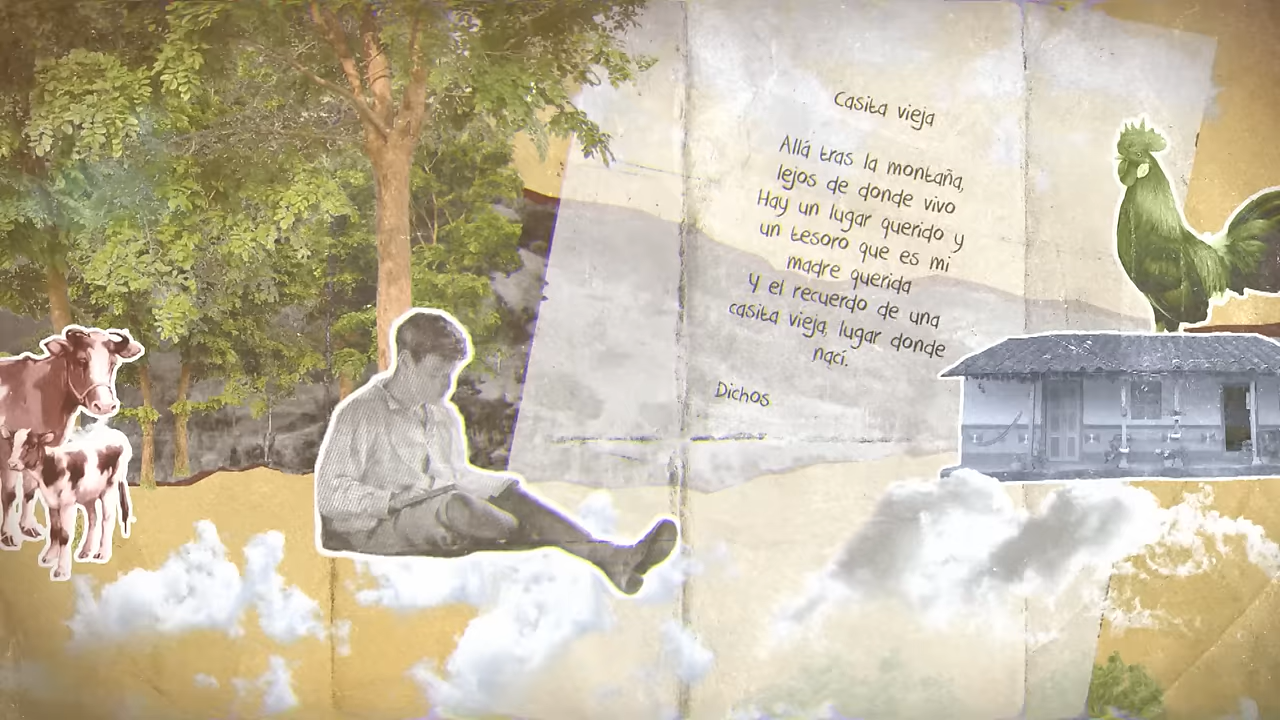 Casita vieja
Allá tras la montaña,
lejos de donde vivo
Hay un lugar querido y
un tesoro que es mi
madre querida
y el recuerdo de una
casita vieja, lugar donde
nací.
Dichos